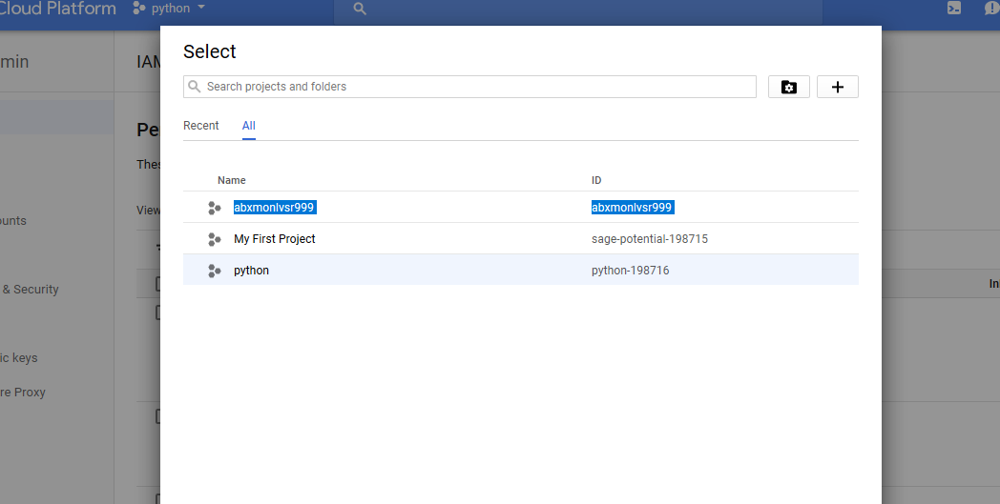 Cloud Platform python
min IAM
Select
Search projects and folders
Recent All
Pe
Thes
Name ID
abxmonlvsr999 abxmonlvsr999
View
ounts
My First Project sage-potential-198715
python python-198716
& Security
In
ic keys
re Proxy